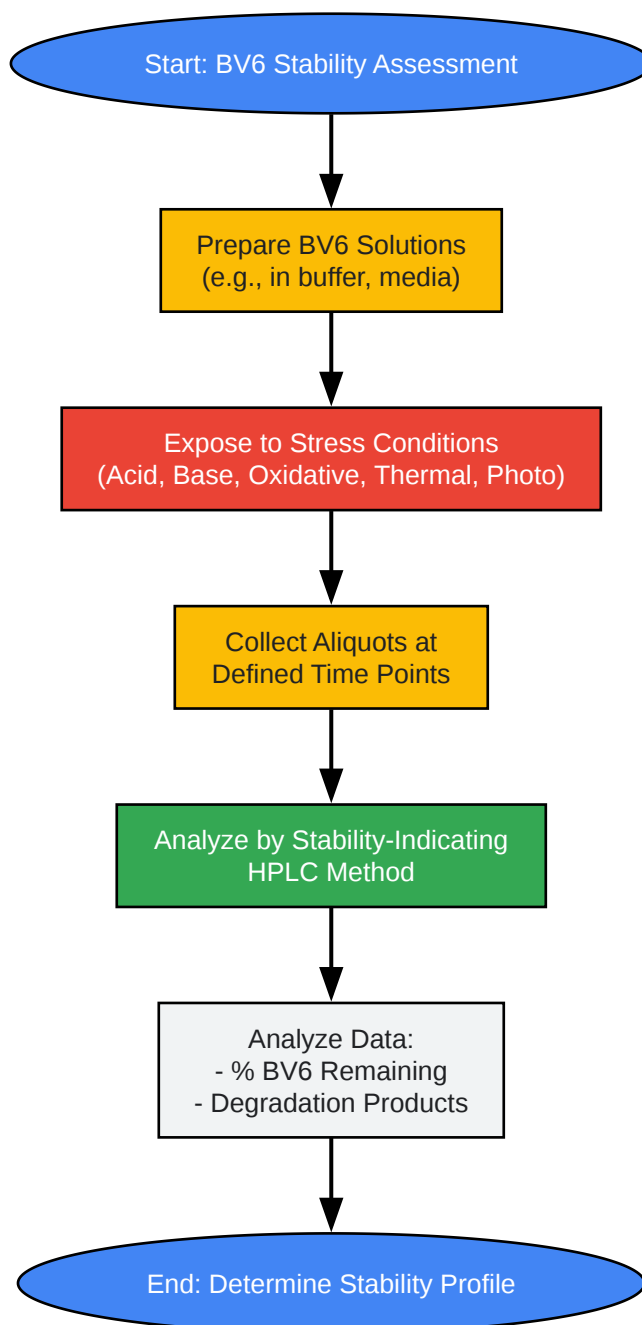 Start: BV6 Stability Assessment
Prepare BV6 Solutions
(e.g., in buffer, media)
Expose to Stress Conditions
(Acid, Base, Oxidative, Thermal, Photo)
Collect Aliquots at
Defined Time Points
Analyze by Stability-Indicating
HPLC Method
Analyze Data:
- % BV6 Remaining
- Degradation Products
End: Determine Stability Profile